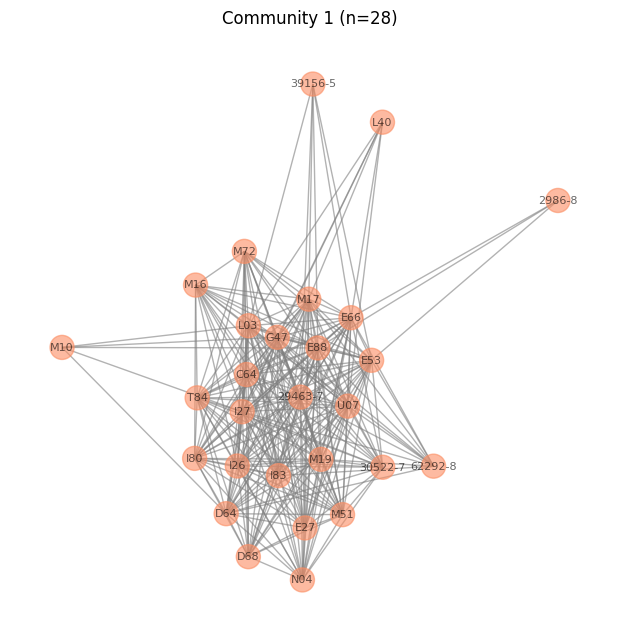 Community 1 (n=28)
39156-5
L40
2986-8
M72
M16
M17
E66
L03
G47
M10
E88
E53
C64
T84
29463-7
U07
I27
I80
M19
I26
30522-7
62292-8
I83
D64
M51
E27
D68
N04